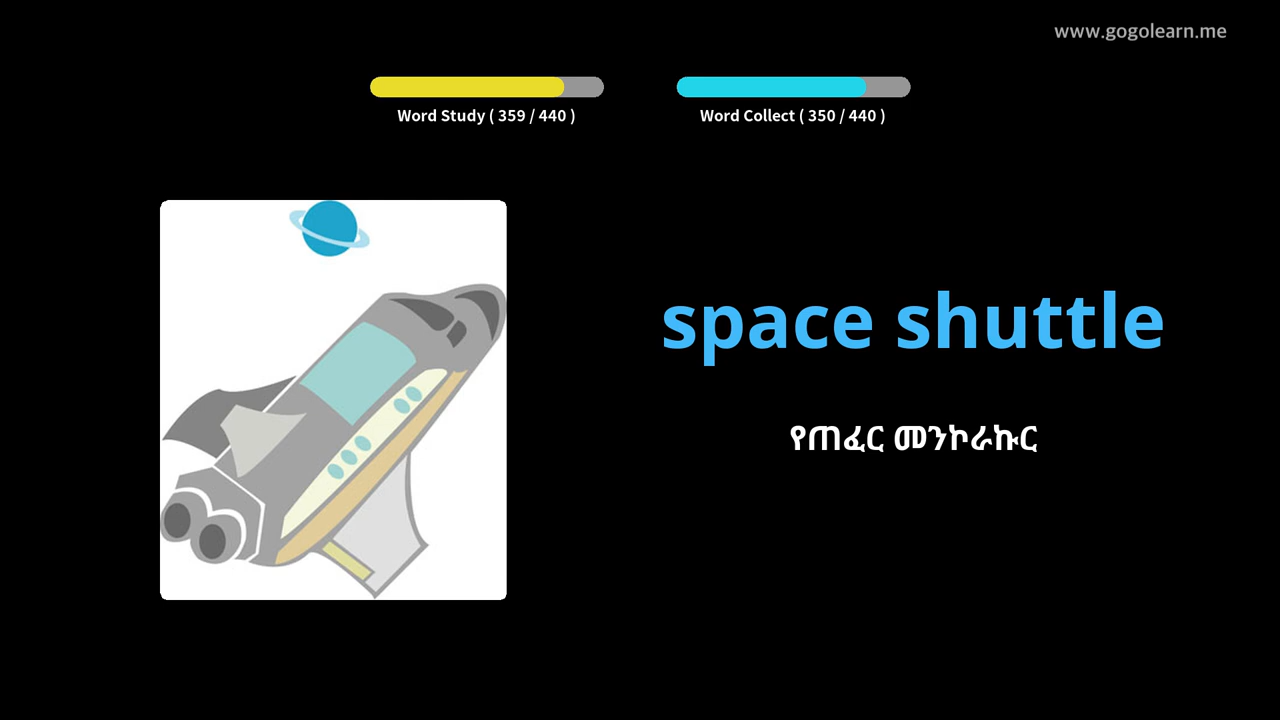 www.gogolearn.me
Word Study ( 359 / 440 )
Word Collect ( 350 / 440 )
space shuttle
የጠፈር መንኮራኩር